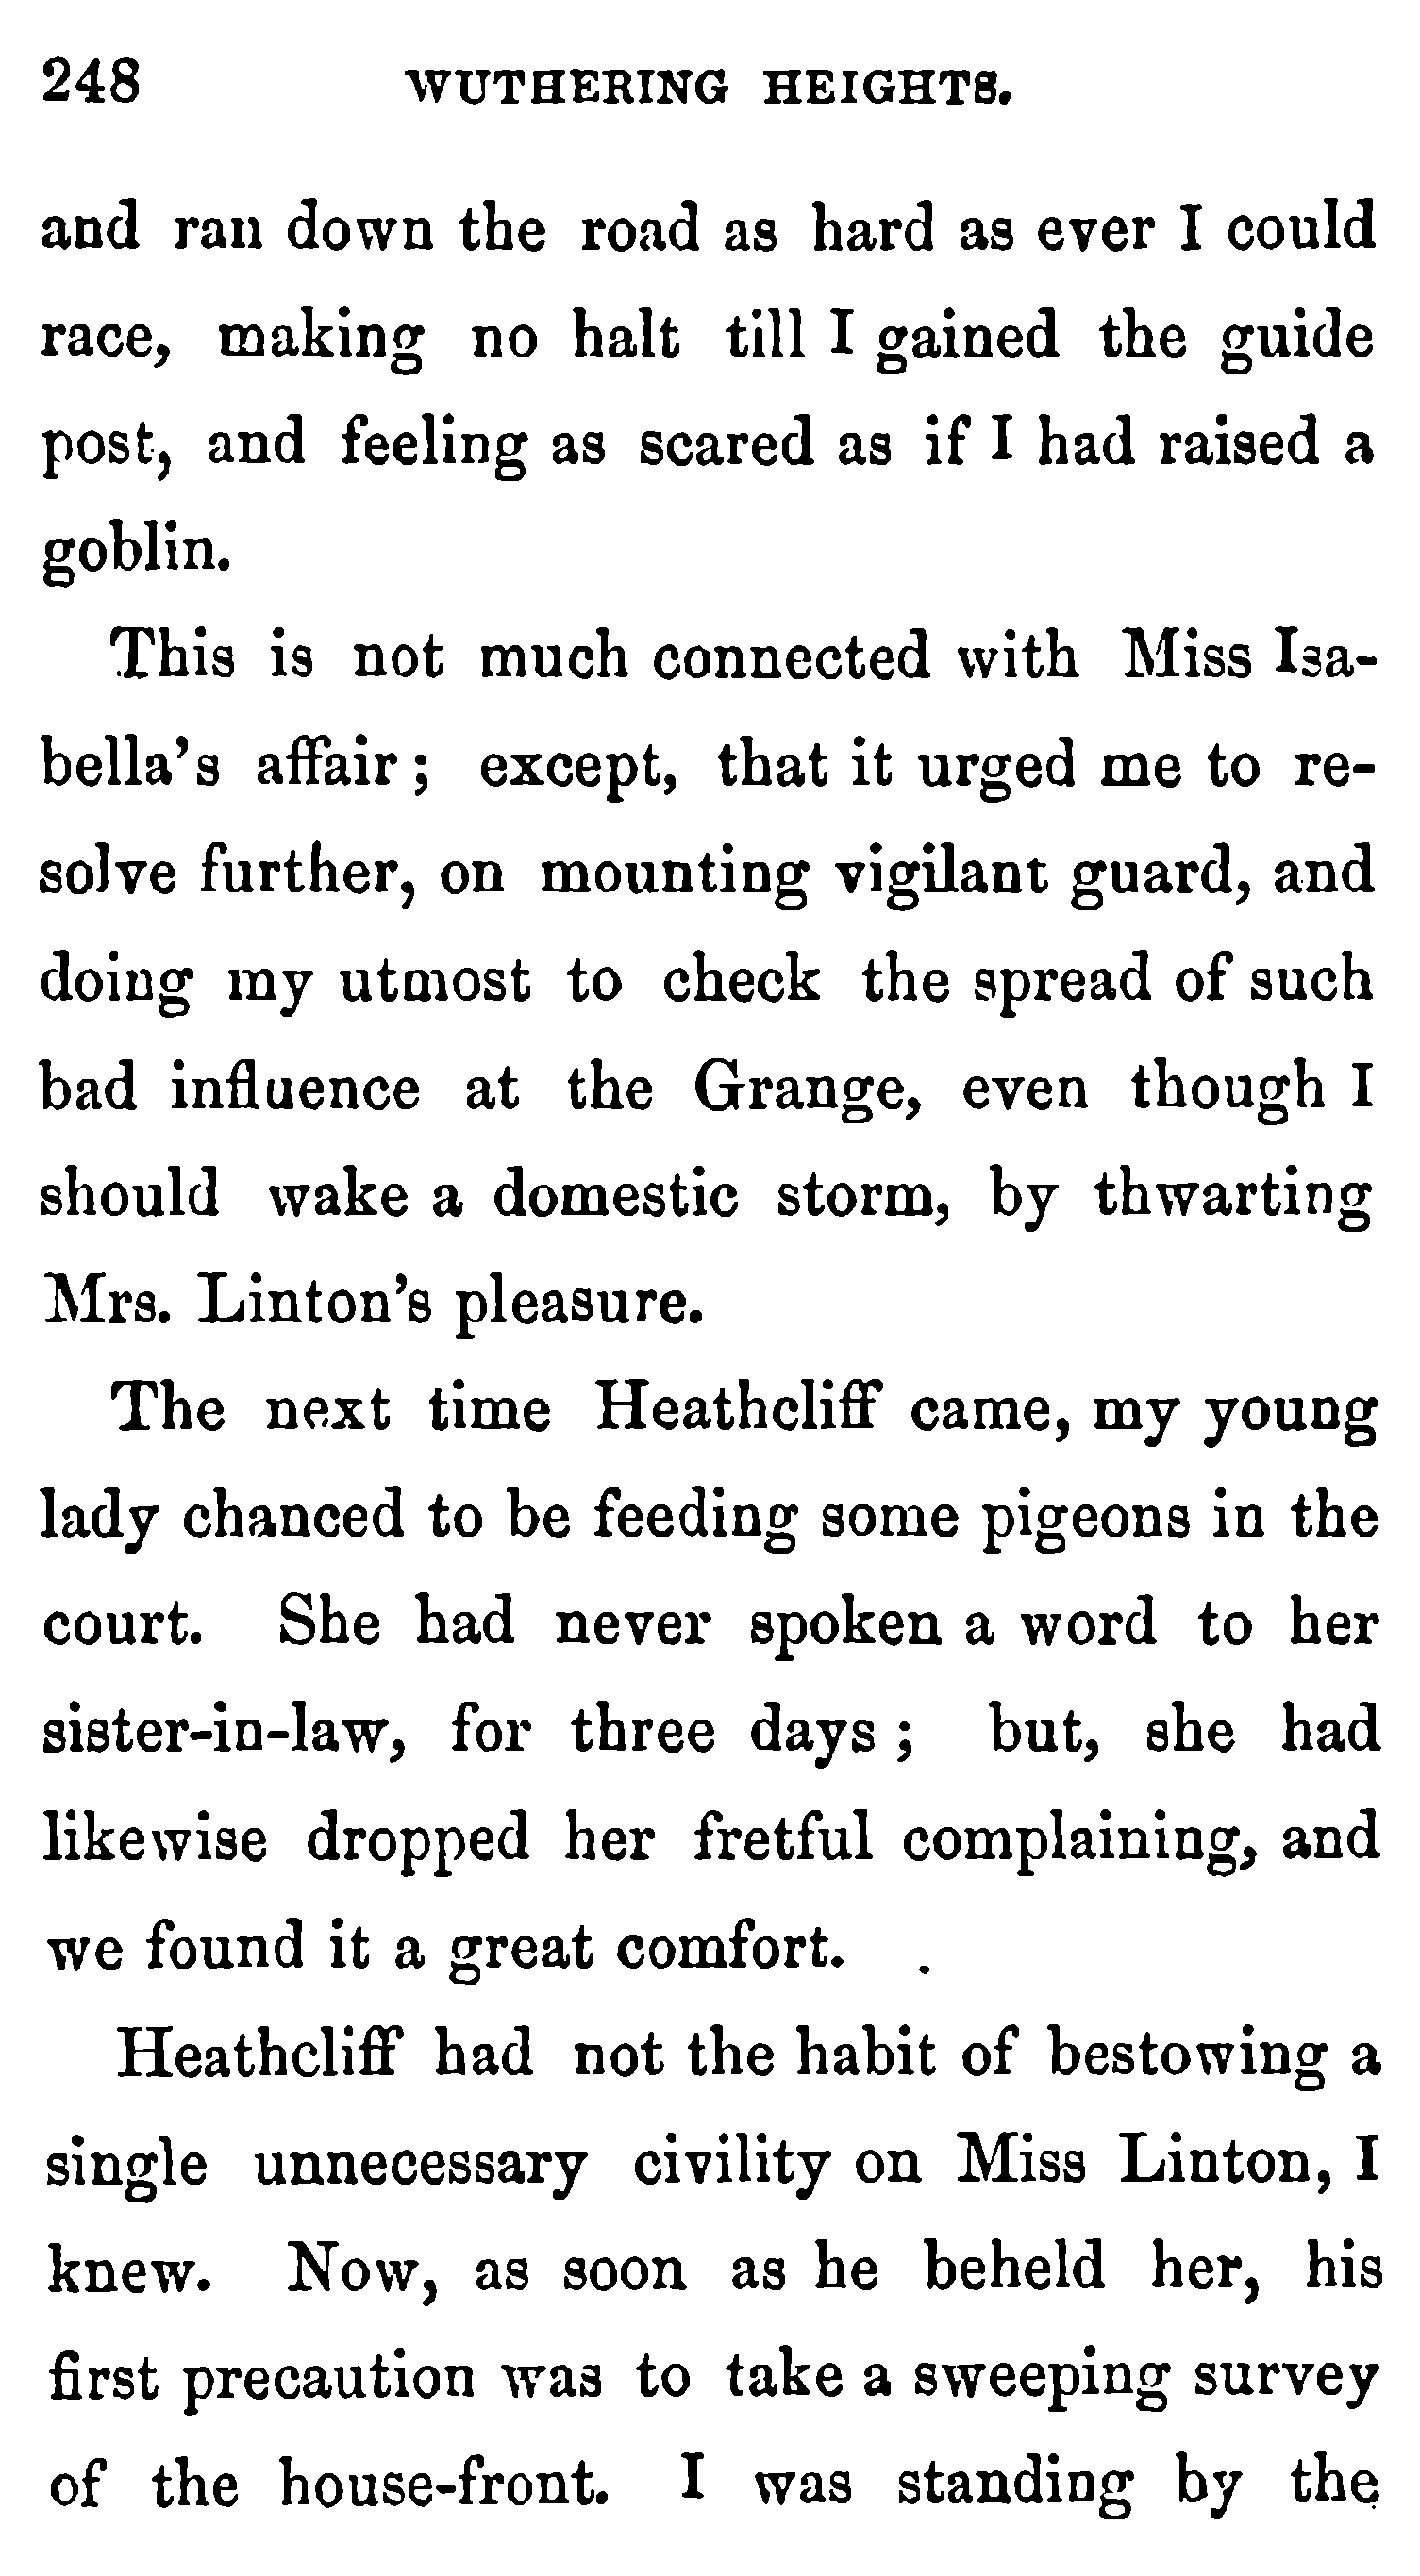 248 WUTHERING HEIGHTS.
and ran down the road as hard as ever I could
race, making no halt till I gained the guide
post, and feeling as scared as if I had raised a
goblin.
This is not much connected with Miss Isa-
bella's affair; except, that it urged me to re-
solve further, on mounting vigilant guard, and
doing my utmost to check the spread of such
bad influence at the Grange, even though I
should wake a domestic storm, by thwarting
Mrs. Linton's pleasure.
The next time Heathcliff came, my young
lady chanced to be feeding some pigeons in the
court. She had never spoken a word to her
sister-in-law, for three days; but, she had
likewise dropped her fretful complaining, and
we found it a great comfort.
Heathcliff had not the habit of bestowing a
single unnecessary civility on Miss Linton, I
knew. Now, as soon as he beheld her, his
first precaution was to take a sweeping survey
of the house-front. I was standing by the